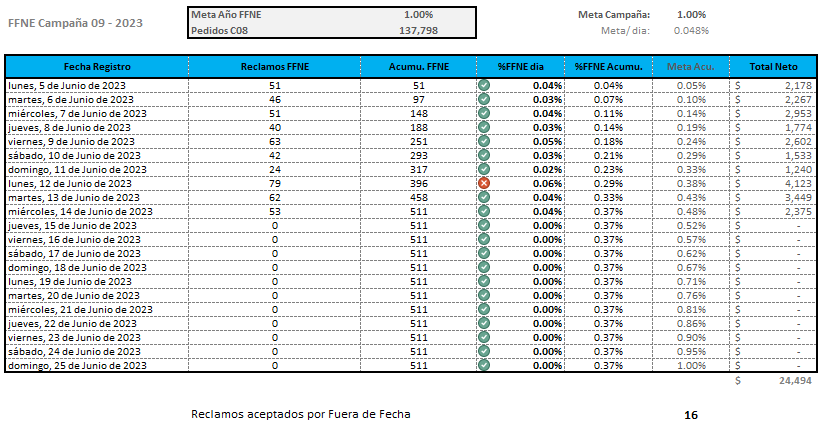 FFNE Campaña 09 - 2023
Meta Año FFNE 1.00%
Pedidos C08 137,798
Meta Campaña: 1.00%
Meta/ dia: 0.048%
Fecha Registro Reclamos FFNE Acumu. FFNE %FFNE dia %FFNE Acumu. Meta Acu. Total Neto
lunes, 5 de Junio de 2023 51 51 0.04% 0.04% 0.05% $ 2,178
martes, 6 de Junio de 2023 46 97 0.03% 0.07% 0.10% $ 2,267
miércoles, 7 de Junio de 2023 51 148 0.04% 0.11% 0.14% $ 2,953
jueves, 8 de Junio de 2023 40 188 0.03% 0.14% 0.19% $ 1,774
viernes, 9 de Junio de 2023 63 251 0.05% 0.18% 0.24% $ 2,602
sábado, 10 de Junio de 2023 42 293 0.03% 0.21% 0.29% $ 1,533
domingo, 11 de Junio de 2023 24 317 0.02% 0.23% 0.33% $ 1,240
lunes, 12 de Junio de 2023 79 396 0.06% 0.29% 0.38% $ 4,123
martes, 13 de Junio de 2023 62 458 0.04% 0.33% 0.43% $ 3,449
miércoles, 14 de Junio de 2023 53 511 0.04% 0.37% 0.48% $ 2,375
jueves, 15 de Junio de 2023 0 511 0.00% 0.37% 0.52% $ -
viernes, 16 de Junio de 2023 0 511 0.00% 0.37% 0.57% $ -
sábado, 17 de Junio de 2023 0 511 0.00% 0.37% 0.62% $ -
domingo, 18 de Junio de 2023 0 511 0.00% 0.37% 0.67% $ -
lunes, 19 de Junio de 2023 0 511 0.00% 0.37% 0.71% $ -
martes, 20 de Junio de 2023 0 511 0.00% 0.37% 0.76% $ -
miércoles, 21 de Junio de 2023 0 511 0.00% 0.37% 0.81% $ -
jueves, 22 de Junio de 2023 0 511 0.00% 0.37% 0.86% $ -
viernes, 23 de Junio de 2023 0 511 0.00% 0.37% 0.90% $ -
sábado, 24 de Junio de 2023 0 511 0.00% 0.37% 0.95% $ -
domingo, 25 de Junio de 2023 0 511 0.00% 0.37% 1.00% $ -
$ 24,494
Reclamos aceptados por Fuera de Fecha 16